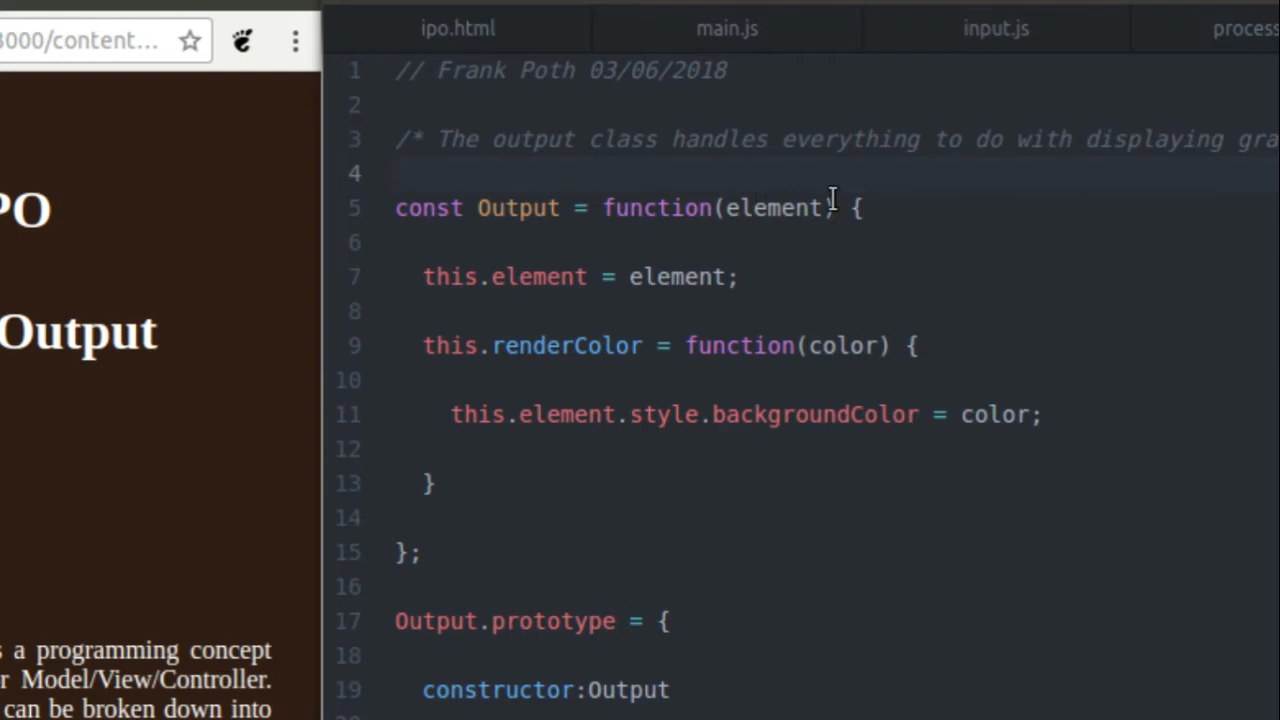 3000/content...
PO
Output
s a programming concept
r Model/View/Controller.
can be broken down into
ipo.html
main.js
input.js
process
1 // Frank Poth 03/06/2018
2
3 /* The output class handles everything to do with displaying gra
4
5 const Output = function(element) {
6
7 this.element = element;
8
9 this.renderColor = function(color) {
10
11 this.element.style.backgroundColor = color;
12
13 }
14
15 };
16
17 Output.prototype = {
18
19 constructor:Output